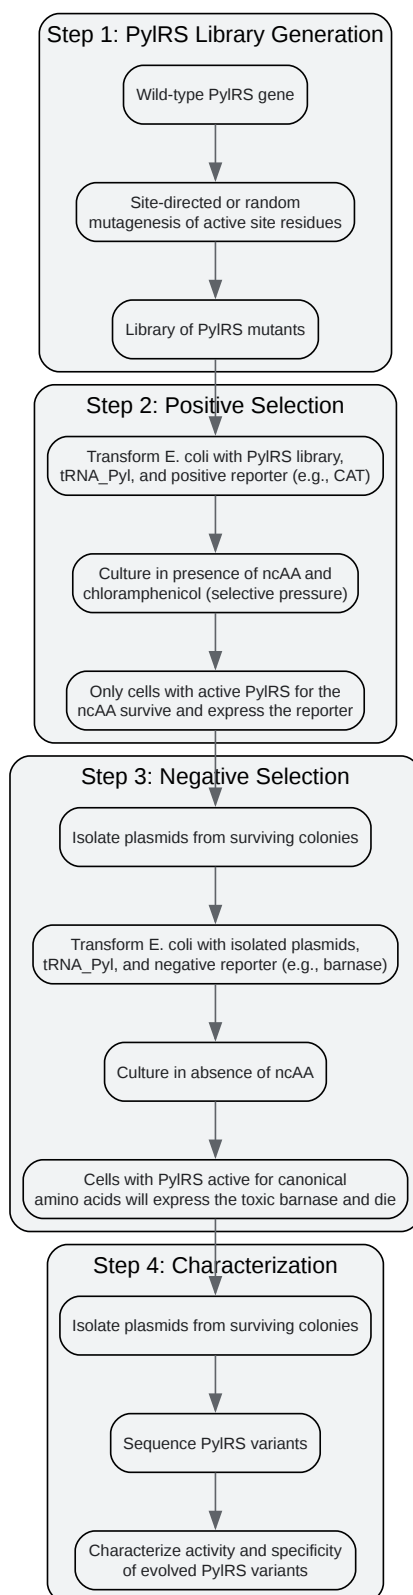 Step 1: PylRS Library Generation
Wild-type PylRS gene
Site-directed or random
mutagenesis of active site residues
Library of PylRS mutants
Step 2: Positive Selection
Transform E. coli with PylRS library,
tRNA_Pyl, and positive reporter (e.g., CAT)
Culture in presence of ncAA and
chloramphenicol (selective pressure)
Only cells with active PylRS for the
ncAA survive and express the reporter
Step 3: Negative Selection
Isolate plasmids from surviving colonies
Transform E. coli with isolated plasmids,
tRNA_Pyl, and negative reporter (e.g., barnase)
Culture in absence of ncAA
Cells with PylRS active for canonical
amino acids will express the toxic barnase and die
Step 4: Characterization
Isolate plasmids from surviving colonies
Sequence PylRS variants
Characterize activity and specificity
of evolved PylRS variants